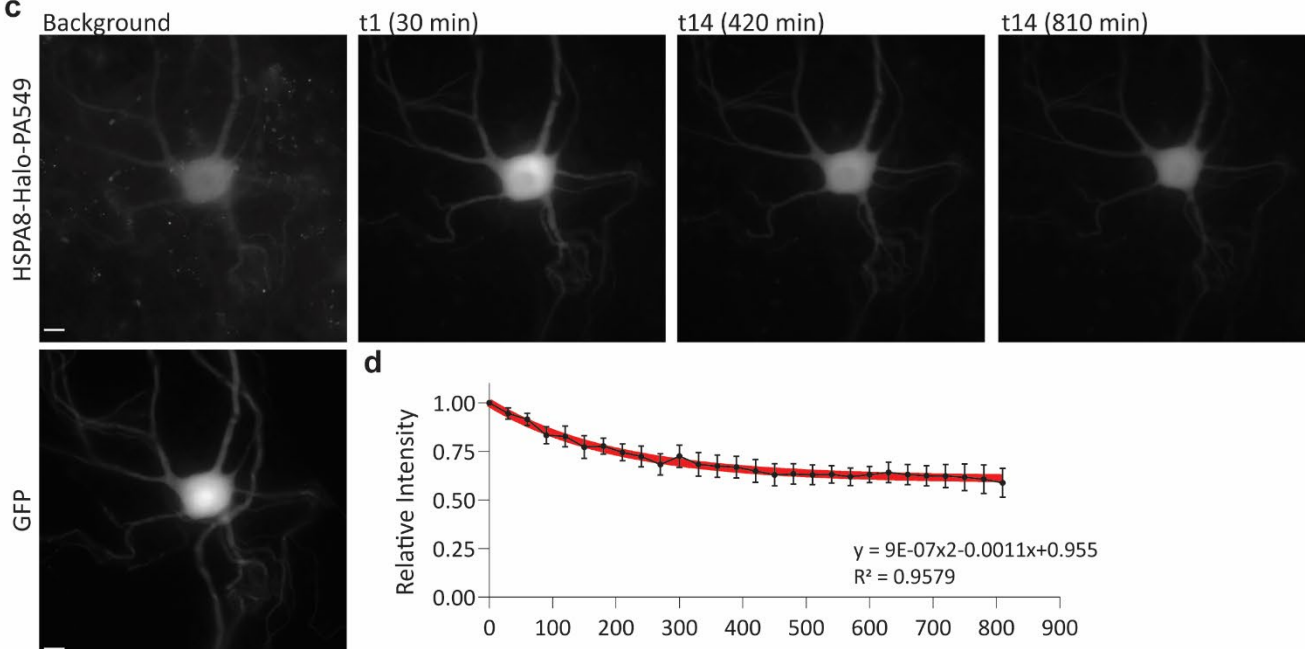 c
Background
t1 (30 min)
t14 (420 min)
t14 (810 min)
HSPA8-Halo-PA549
GFP
d
Relative Intensity
1.00
0.75
0.50
0.25
0.00
y = 9E-07x2-0.0011x+0.955
R² = 0.9579
0 100 200 300 400 500 600 700 800 900